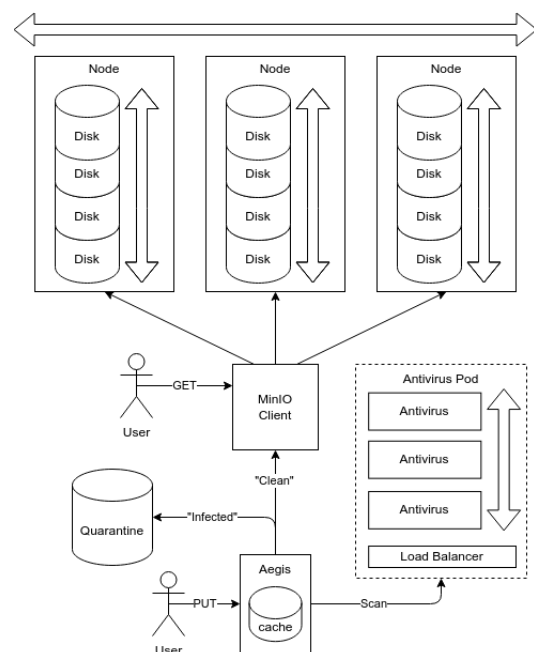 Node
Node
Node
Disk
Disk
Disk
Disk
Disk
Disk
Disk
Disk
Disk
Disk
Disk
Disk
GET
User
MinIO
Client
Antivirus Pod
Antivirus
Antivirus
Antivirus
Load Balancer
"Clean"
"Infected"
Quarantine
Aegis
cache
PUT
User
Scan